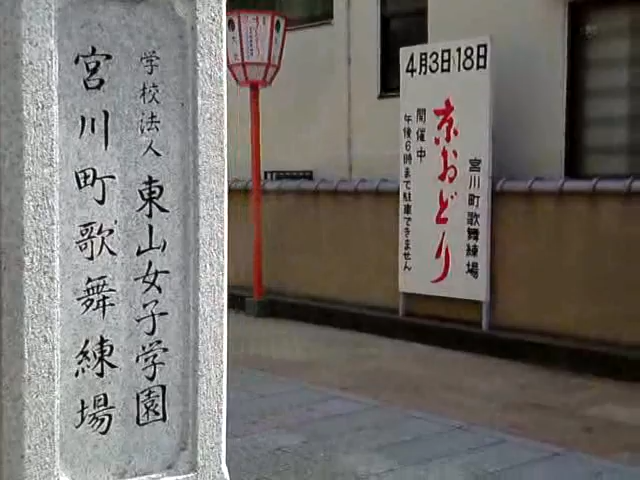 学校法人 東山女子学園
宮川町歌舞練場
4月3日〜18日
宮川町歌舞練場
京おどり
開催中
午後6時まで駐車できません